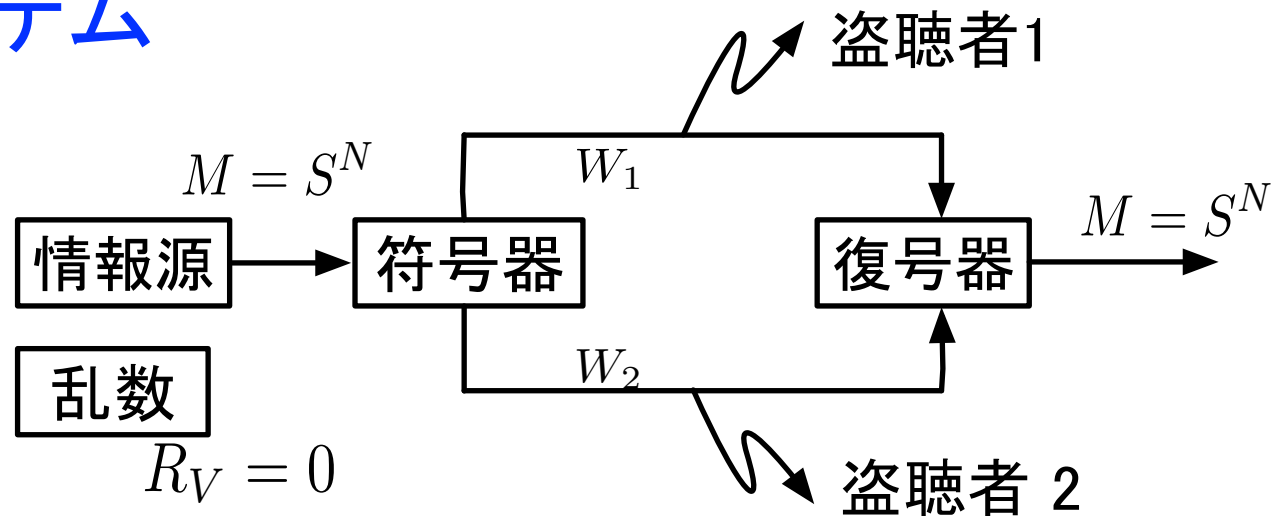 テム
盗聴者1
W_1
M = S^N
M = S^N
情報源
符号器
復号器
W_2
乱数
R_V = 0
盗聴者 2